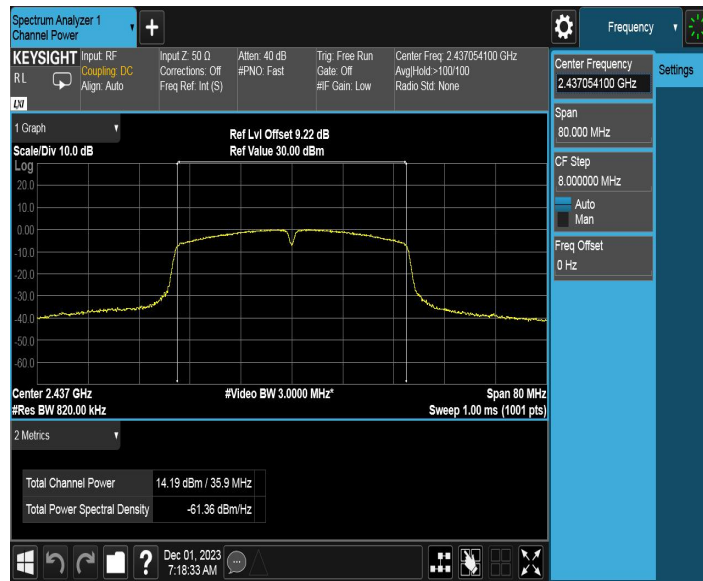 Spectrum Analyzer 1
Channel Power
+
Frequency
KEYSIGHT
RL
LXI
Input: RF
Coupling: DC
Align: Auto
Input Z: 50 Ω
Corrections: Off
Freq Ref: Int (S)
Atten: 40 dB
#PNO: Fast
Trig: Free Run
Gate: Off
#IF Gain: Low
Center Freq: 2.437054100 GHz
Avg|Hold:>100/100
Radio Std: None
Center Frequency
2.437054100 GHz
Settings
Span
80.000 MHz
CF Step
8.000000 MHz
Auto
Man
Freq Offset
0 Hz
1 Graph
Scale/Div 10.0 dB
Ref Lvl Offset 9.22 dB
Ref Value 30.00 dBm
Log
20.0
10.0
0.00
-10.0
-20.0
-30.0
-40.0
-50.0
-60.0
Center 2.437 GHz
#Video BW 3.0000 MHz*
Span 80 MHz
#Res BW 820.00 kHz
Sweep 1.00 ms (1001 pts)
2 Metrics
Total Channel Power 14.19 dBm / 35.9 MHz
Total Power Spectral Density -61.36 dBm/Hz
?
Dec 01, 2023
7:18:33 AM